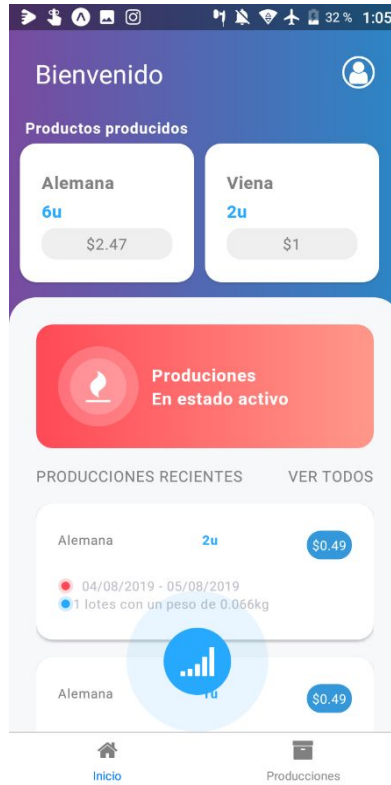 32 % 1:05
Bienvenido
Productos producidos
Alemana
6u
$2.47
Viena
2u
$1
Produciones
En estado activo
PRODUCCIONES RECIENTES VER TODOS
Alemana 2u $0.49
04/08/2019 - 05/08/2019
1 lotes con un peso de 0.066kg
Alemana u $0.49
Inicio Producciones